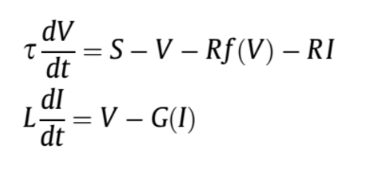 τ dV/dt = S − V − Rf(V) − RI
L dI/dt = V − G(I)